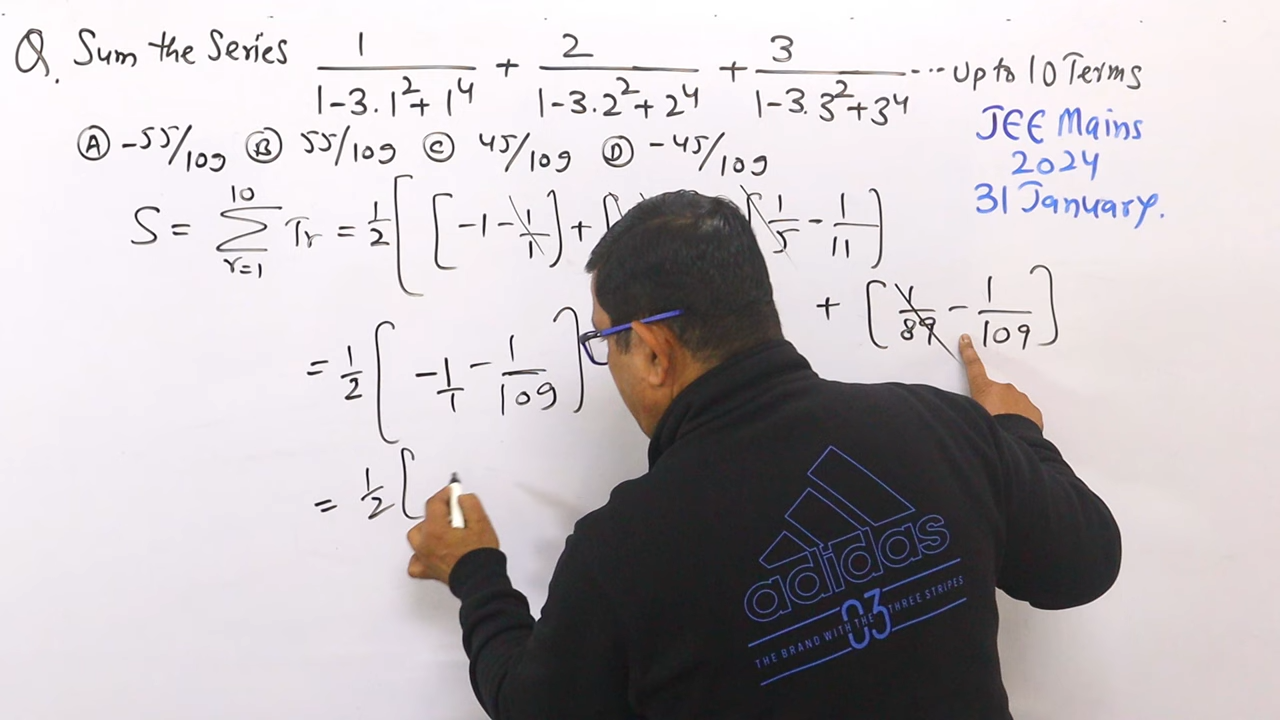 Q. Sum the Series 1/(1-3.1²+1⁴) + 2/(1-3.2²+2⁴) + 3/(1-3.3²+3⁴) ... up to 10 Terms
JEE Mains
2024
31 January.
Ⓐ -55/109 Ⓑ 55/109 Ⓒ 45/109 Ⓓ -45/109
S = 10 Σ r=1 Tr = 1/2 [ [-1 - 1/1] + [ 1/5 - 1/11 ]
+ [ 1/89 - 1/109 ]
= 1/2 [ -1/1 - 1/109 ]
= 1/2 [
adidas
03
THE BRAND WITH THE THREE STRIPES